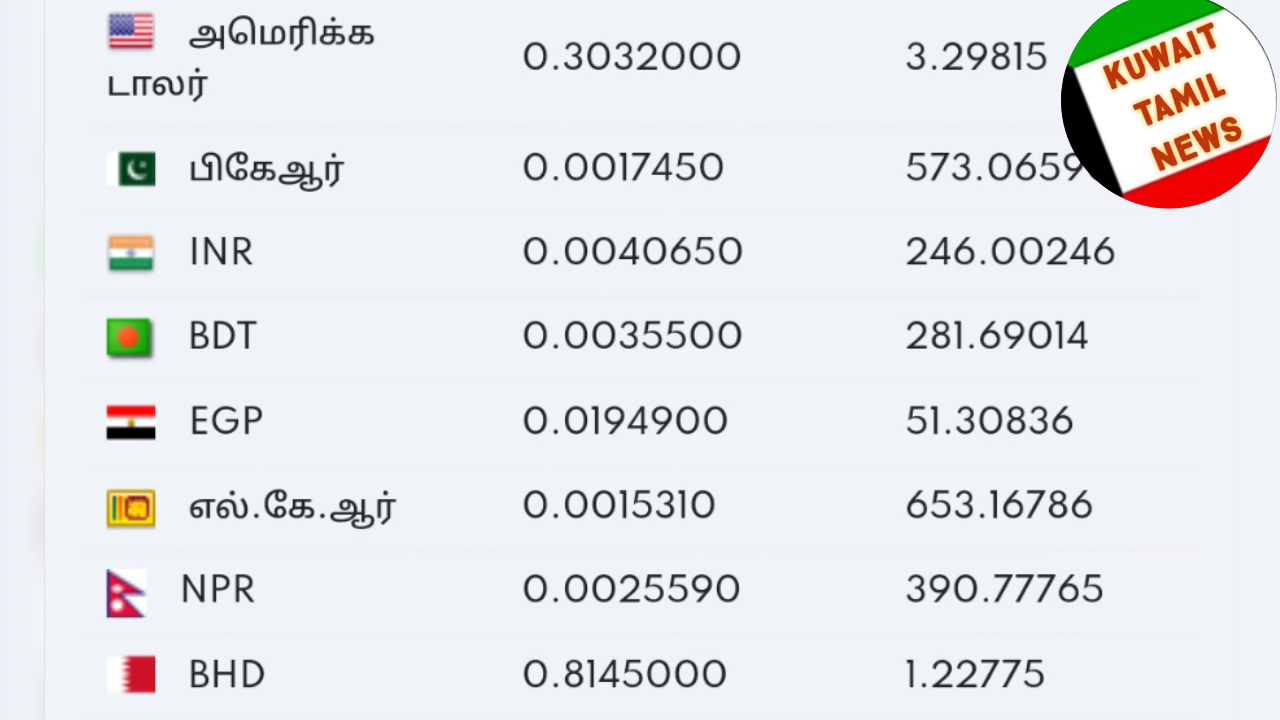 அமெரிக்க
டாலர் 0.3032000 3.29815
பிகேஆர் 0.0017450 573.0659
INR 0.0040650 246.00246
BDT 0.0035500 281.69014
EGP 0.0194900 51.30836
எல்.கே.ஆர் 0.0015310 653.16786
NPR 0.0025590 390.77765
BHD 0.8145000 1.22775
KUWAIT
TAMIL
NEWS